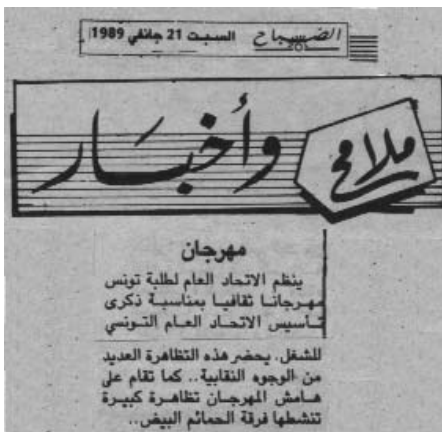 الصباح السبت 21 جانفي 1989
ملامح وأخبار
مهرجان
ينظم الاتحاد العام لطلبة تونس
مهرجانا ثقافيا بمناسبة ذكرى
تاسيس الاتحاد العام التونسي
للشغل. يحضر هذه التظاهرة العديد
من الوجوه النقابية.. كما تقام على
هامش المهرجان تظاهرة كبيرة
تنشطها فرقة الحمائم البيض..